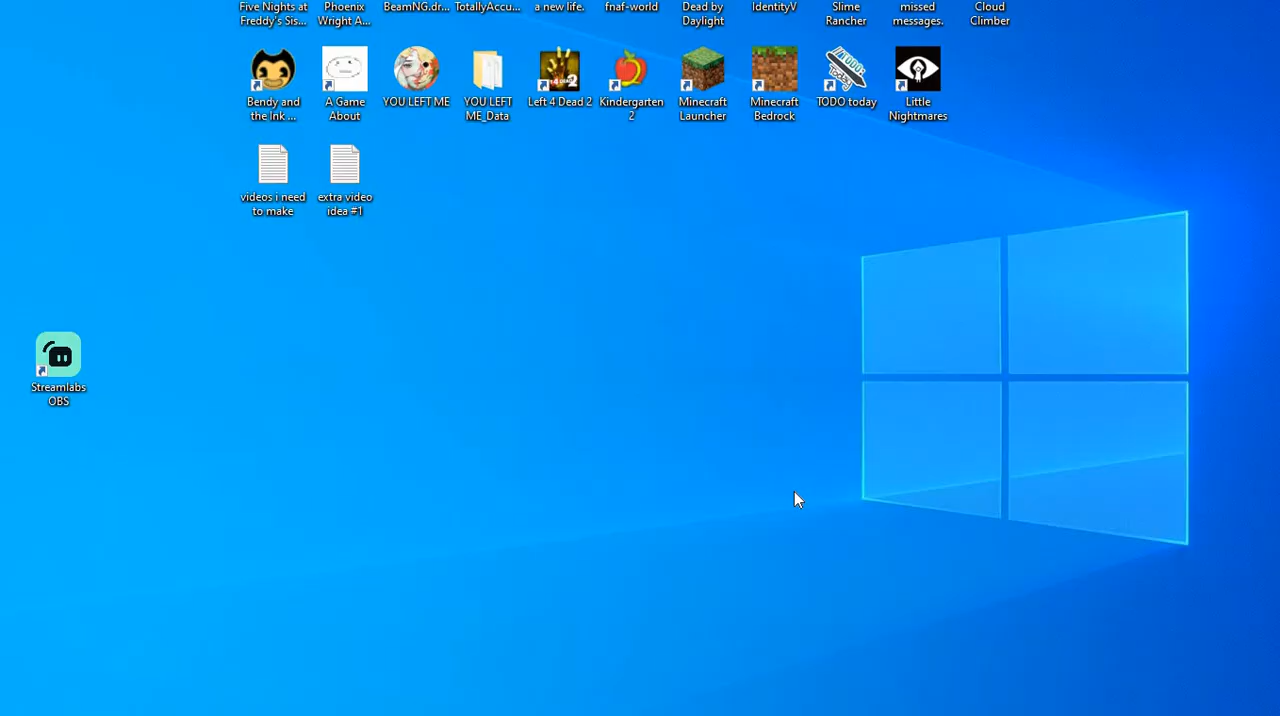 Five Nights at
Freddy's Sis...
Phoenix
Wright A...
BeamNG.dr...
TotallyAccu...
a new life.
fnaf-world
Dead by
Daylight
IdentityV
Slime
Rancher
missed
messages.
Cloud
Climber
Bendy and
the Ink ...
A Game
About
YOU LEFT ME
YOU LEFT
ME_Data
Left 4 Dead 2
Kindergarten
2
Minecraft
Launcher
Minecraft
Bedrock
TODO today
Little
Nightmares
videos i need
to make
extra video
idea #1
Streamlabs
OBS